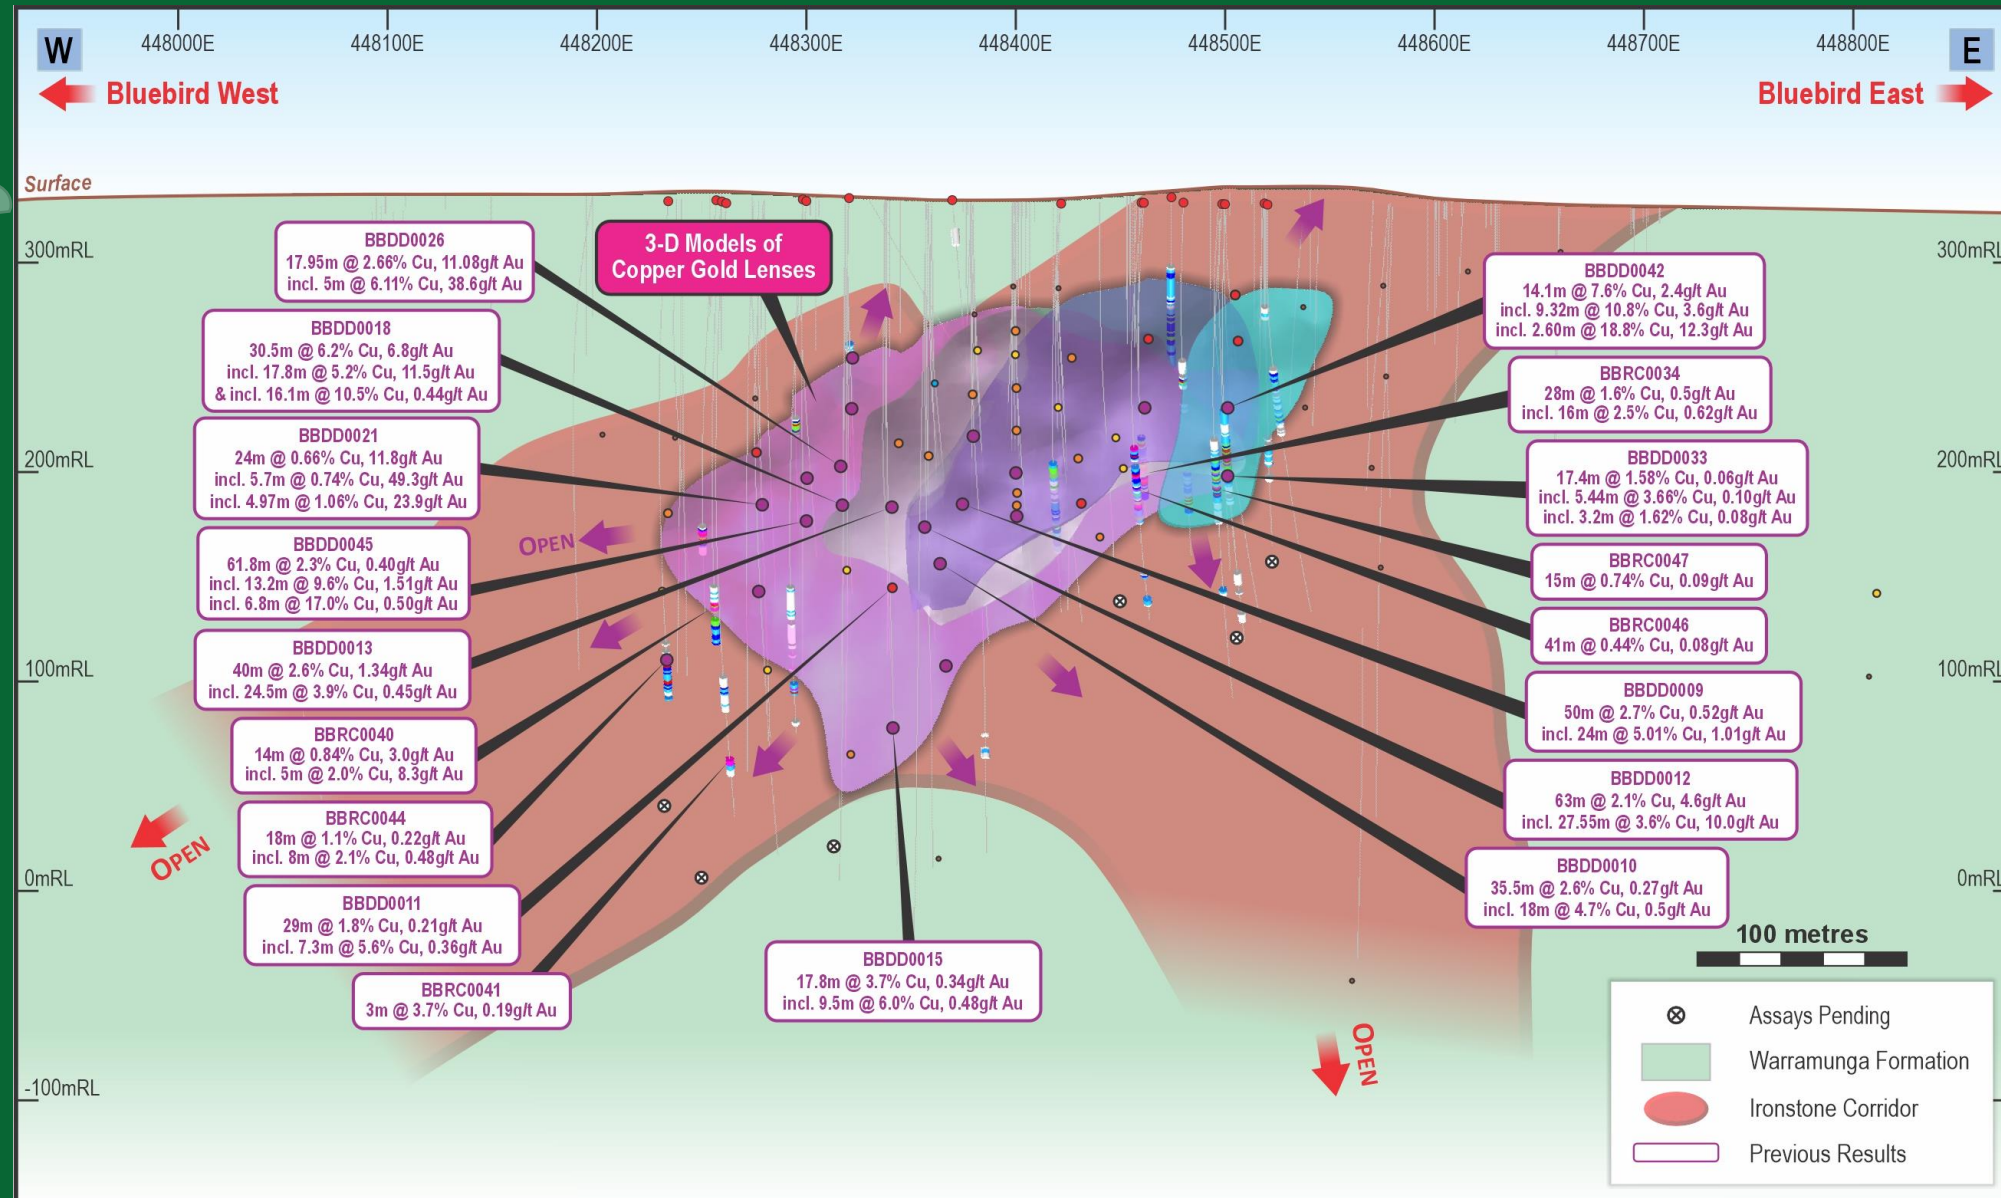 W
448000E
448100E
448200E
448300E
448400E
448500E
448600E
448700E
448800E
E
Bluebird West
Bluebird East
Surface
300mRL
200mRL
100mRL
0mRL
-100mRL
300mRL
200mRL
100mRL
0mRL
BBDD0026
17.95m @ 2.66% Cu, 11.08g/t Au
incl. 5m @ 6.11% Cu, 38.6g/t Au
3-D Models of
Copper Gold Lenses
BBDD0018
30.5m @ 6.2% Cu, 6.8g/t Au
incl. 17.8m @ 5.2% Cu, 11.5g/t Au
& incl. 16.1m @ 10.5% Cu, 0.44g/t Au
BBDD0021
24m @ 0.66% Cu, 11.8g/t Au
incl. 5.7m @ 0.74% Cu, 49.3g/t Au
incl. 4.97m @ 1.06% Cu, 23.9g/t Au
BBDD0045
61.8m @ 2.3% Cu, 0.40g/t Au
incl. 13.2m @ 9.6% Cu, 1.51g/t Au
incl. 6.8m @ 17.0% Cu, 0.50g/t Au
BBDD0013
40m @ 2.6% Cu, 1.34g/t Au
incl. 24.5m @ 3.9% Cu, 0.45g/t Au
BBRC0040
14m @ 0.84% Cu, 3.0g/t Au
incl. 5m @ 2.0% Cu, 8.3g/t Au
BBRC0044
18m @ 1.1% Cu, 0.22g/t Au
incl. 8m @ 2.1% Cu, 0.48g/t Au
BBDD0011
29m @ 1.8% Cu, 0.21g/t Au
incl. 7.3m @ 5.6% Cu, 0.36g/t Au
BBRC0041
3m @ 3.7% Cu, 0.19g/t Au
OPEN
OPEN
BBDD0015
17.8m @ 3.7% Cu, 0.34g/t Au
incl. 9.5m @ 6.0% Cu, 0.48g/t Au
BBDD0042
14.1m @ 7.6% Cu, 2.4g/t Au
incl. 9.32m @ 10.8% Cu, 3.6g/t Au
incl. 2.60m @ 18.8% Cu, 12.3g/t Au
BBRC0034
28m @ 1.6% Cu, 0.5g/t Au
incl. 16m @ 2.5% Cu, 0.62g/t Au
BBDD0033
17.4m @ 1.58% Cu, 0.06g/t Au
incl. 5.44m @ 3.66% Cu, 0.10g/t Au
incl. 3.2m @ 1.62% Cu, 0.08g/t Au
BBRC0047
15m @ 0.74% Cu, 0.09g/t Au
BBRC0046
41m @ 0.44% Cu, 0.08g/t Au
BBDD0009
50m @ 2.7% Cu, 0.52g/t Au
incl. 24m @ 5.01% Cu, 1.01g/t Au
BBDD0012
63m @ 2.1% Cu, 4.6g/t Au
incl. 27.55m @ 3.6% Cu, 10.0g/t Au
BBDD0010
35.5m @ 2.6% Cu, 0.27g/t Au
incl. 18m @ 4.7% Cu, 0.5g/t Au
OPEN
100 metres
Assays Pending
Warramunga Formation
Ironstone Corridor
Previous Results